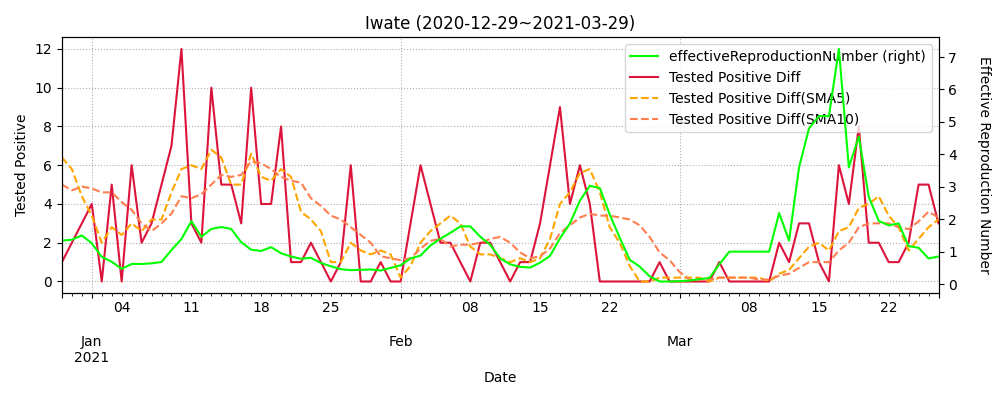 Iwate (2020-12-29~2021-03-29)
effectiveReproductionNumber (right)
Tested Positive Diff
Tested Positive Diff(SMA5)
Tested Positive Diff(SMA10)
Tested Positive
12
10
8
6
4
2
0
Effective Reproduction Number
7
6
5
4
3
2
1
0
04
11
18
25
08
15
22
08
15
22
Jan
2021
Feb
Mar
Date